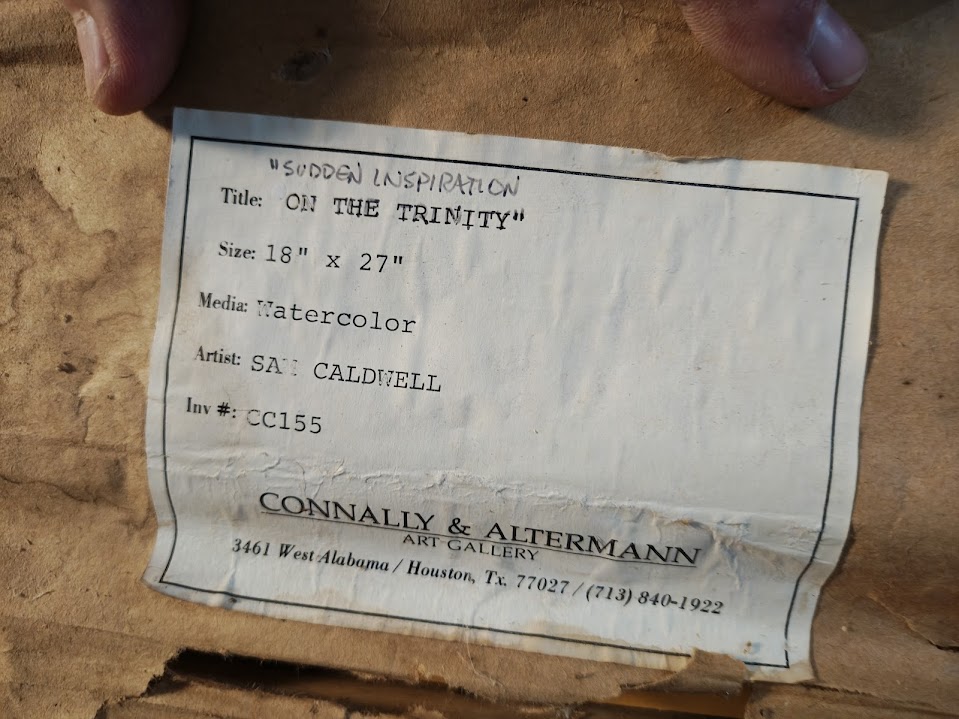 "SUDDEN INSPIRATION
Title: ON THE TRINITY"
Size: 18" x 27"
Media: Watercolor
Artist: SAM CALDWELL
Inv #: CC155
CONNALLY & ALTERMANN
ART GALLERY
3461 West Alabama / Houston, Tx. 77027 / (713) 840-1922